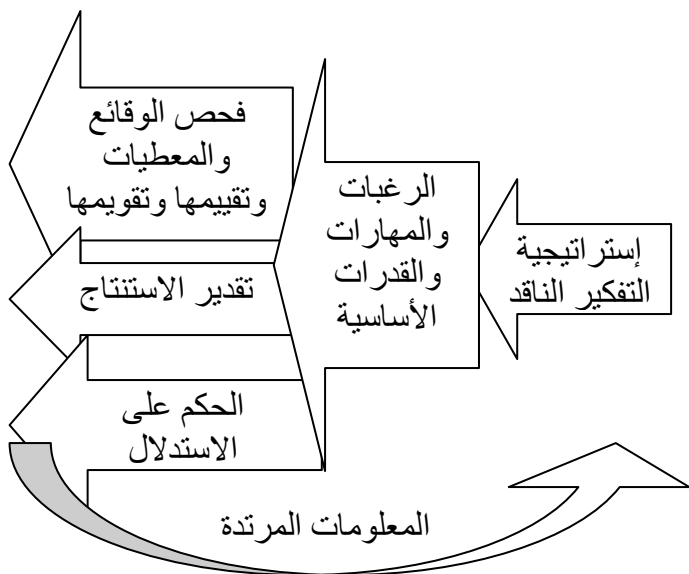 إستراتيجية
التفكير الناقد
الرغبات
والمهارات
والقدرات
الأساسية
فحص الوقائع
والمعطيات
وتقييمها وتقويمها
تقدير الاستنتاج
الحكم على
الاستدلال
المعلومات المرتدة